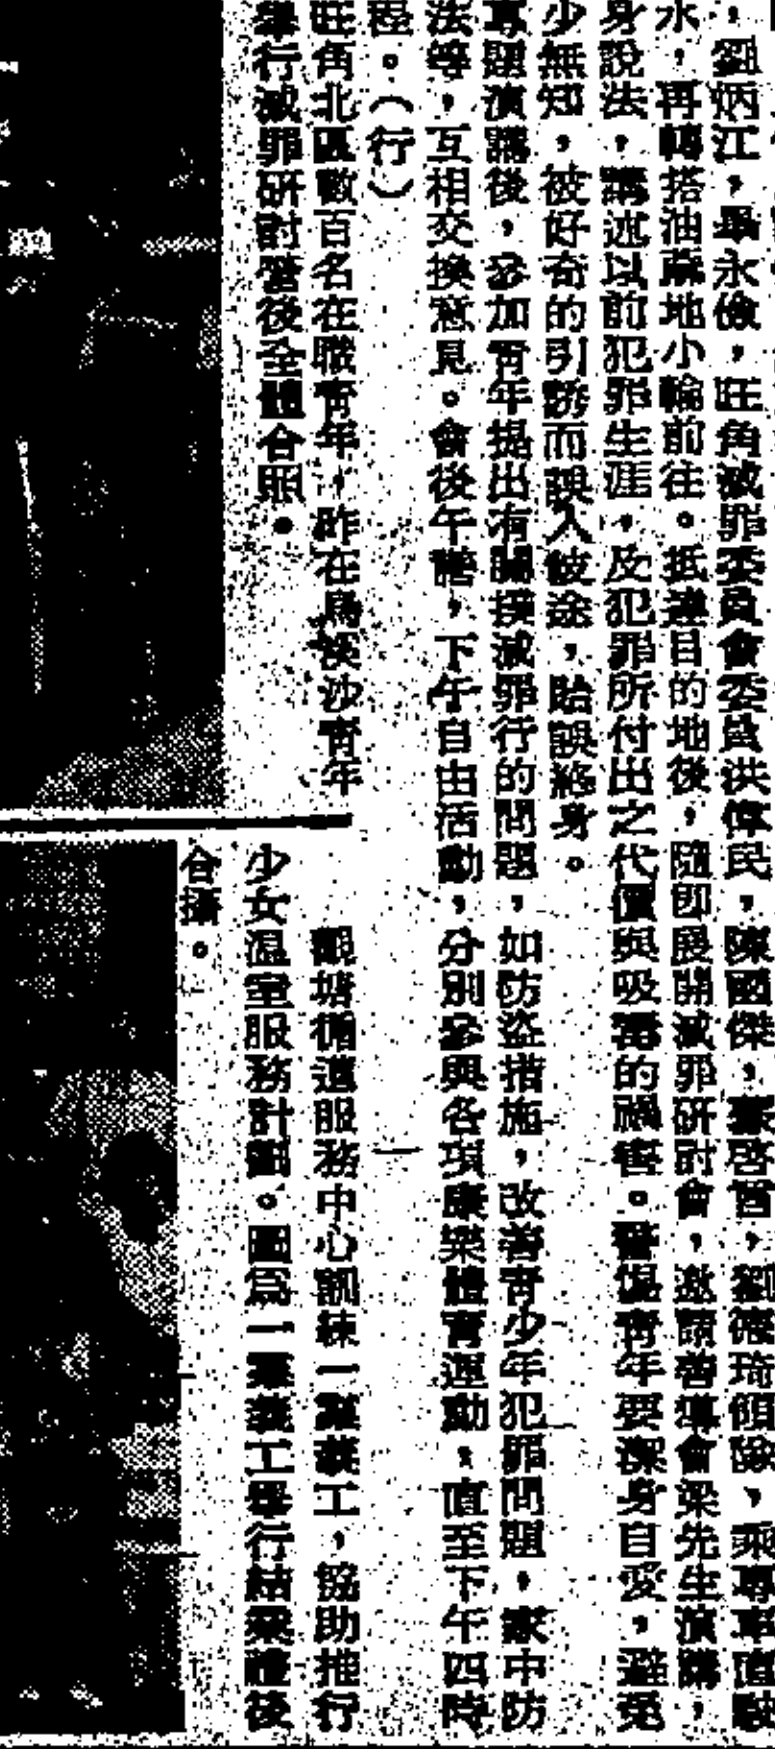 ，劉炳江，畢永儉，旺角滅罪委員會委員洪偉民，陳國傑，啓哲，劉德琦領隊，乘專車直駛
水，再轉搭油蔴地小輪前往。抵達目的地後，隨即展開滅罪研討會，邀請善導會梁先生演講，
身說法，講述以前犯罪生涯，及犯罪所付出之代價與吸毒的禍害。警惕青年要潔身自愛，避免
少無知，被好奇的引誘而誤入歧途，貽誤終身。
專題演講後，參加青年提出有關撲滅罪行的問題，如防盜措施，改善青少年犯罪問題，家中防
法等，互相交換意見。會後午膳，下午自由活動，分別參與各項康樂體育運動，直至下午四時
程。（行）
旺角北區數百名在職青年，昨在烏溪沙青年
舉行滅罪研討營後全體合照。
觀塘循道服務中心訓練一羣義工，協助推行
少女溫室服務計劃。圖爲一羣義工舉行結業禮後
合攝。